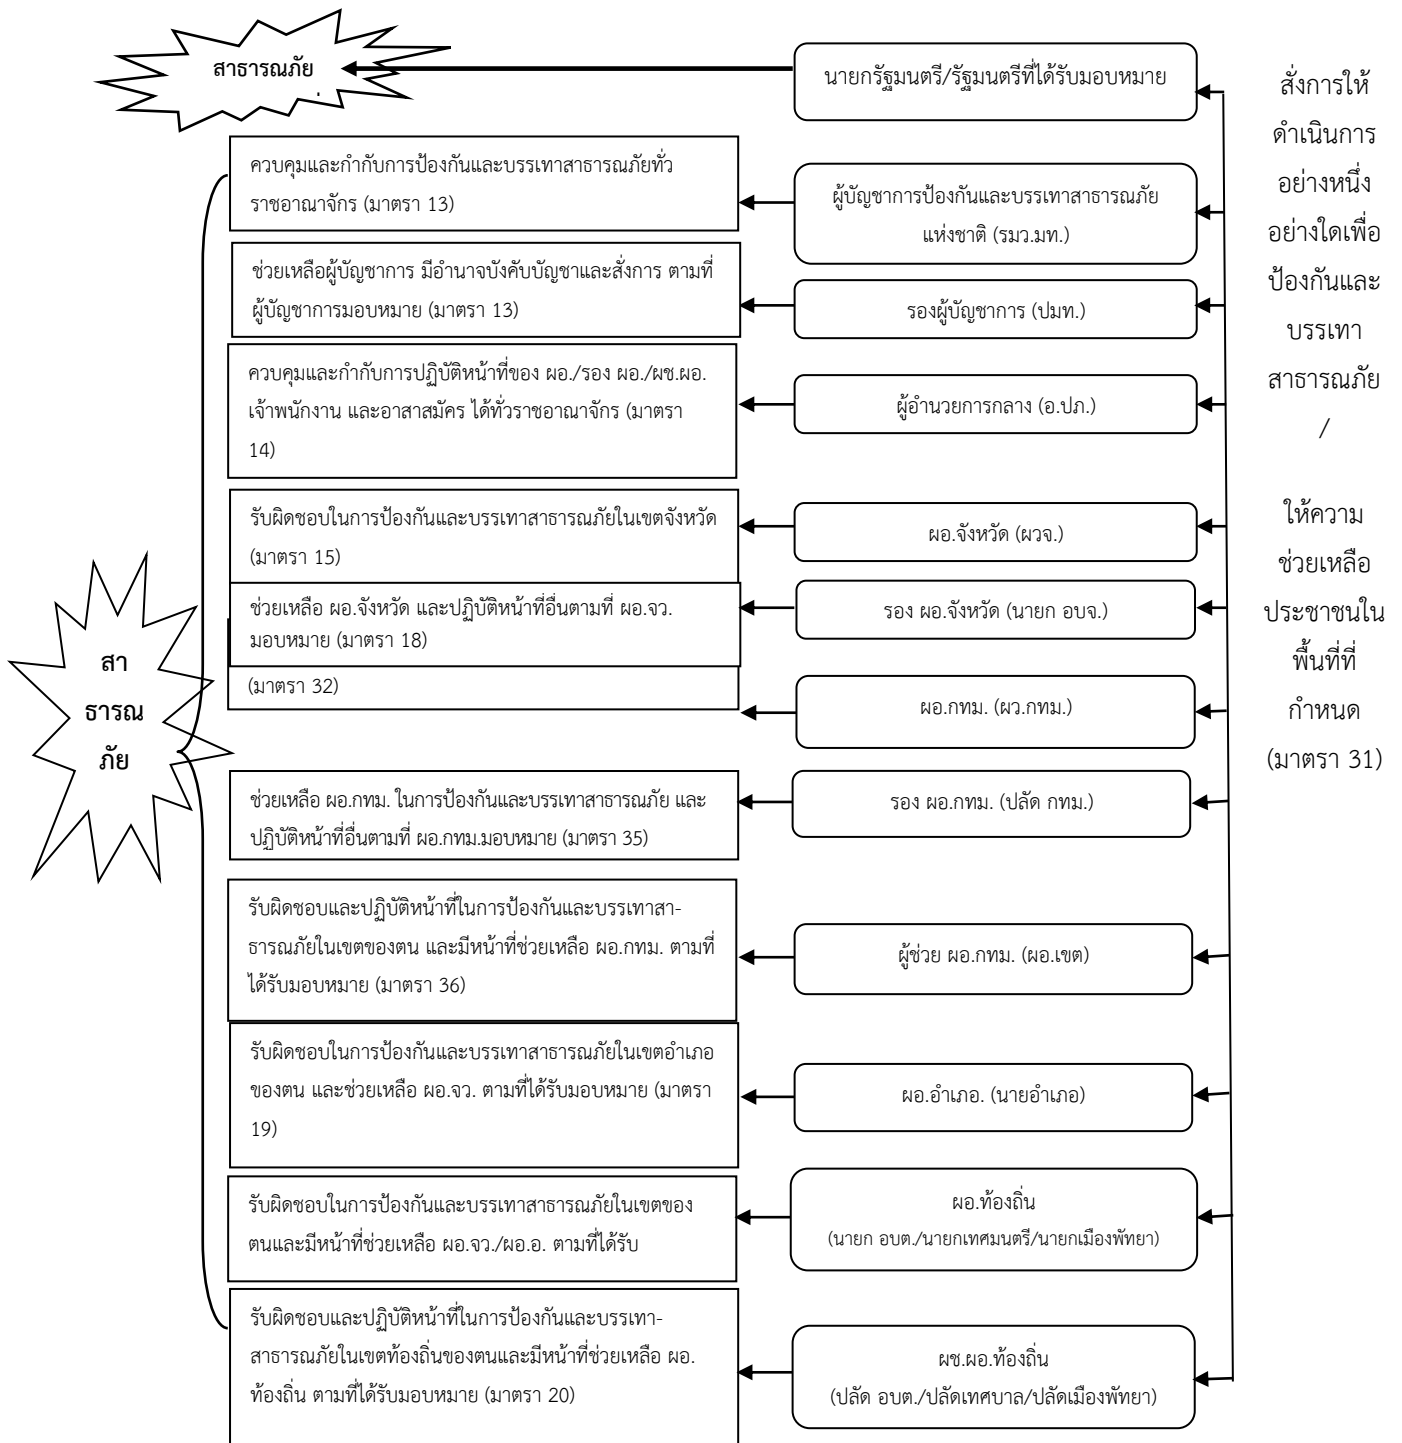 สาธารณภัย
นายกรัฐมนตรี/รัฐมนตรีที่ได้รับมอบหมาย
ควบคุมและกำกับการป้องกันและบรรเทาสาธารณภัยทั่ว
ราชอาณาจักร (มาตรา 13)
ผู้บัญชาการป้องกันและบรรเทาสาธารณภัย
แห่งชาติ (รมว.มท.)
ช่วยเหลือผู้บัญชาการ มีอำนาจบังคับบัญชาและสั่งการ ตามที่
ผู้บัญชาการมอบหมาย (มาตรา 13)
รองผู้บัญชาการ (ปมท.)
ควบคุมและกำกับการปฏิบัติหน้าที่ของ ผอ./รอง ผอ./ผช.ผอ.
เจ้าพนักงาน และอาสาสมัคร ได้ทั่วราชอาณาจักร (มาตรา
14)
ผู้อำนวยการกลาง (อ.ปภ.)
รับผิดชอบในการป้องกันและบรรเทาสาธารณภัยในเขตจังหวัด
(มาตรา 15)
ผอ.จังหวัด (ผวจ.)
ช่วยเหลือ ผอ.จังหวัด และปฏิบัติหน้าที่อื่นตามที่ ผอ.จว.
มอบหมาย (มาตรา 18)
รอง ผอ.จังหวัด (นายก อบจ.)
(มาตรา 32)
ผอ.กทม. (ผว.กทม.)
ช่วยเหลือ ผอ.กทม. ในการป้องกันและบรรเทาสาธารณภัย และ
ปฏิบัติหน้าที่อื่นตามที่ ผอ.กทม.มอบหมาย (มาตรา 35)
รอง ผอ.กทม. (ปลัด กทม.)
รับผิดชอบและปฏิบัติหน้าที่ในการป้องกันและบรรเทาสา-
ธารณภัยในเขตของตน และมีหน้าที่ช่วยเหลือ ผอ.กทม. ตามที่
ได้รับมอบหมาย (มาตรา 36)
ผู้ช่วย ผอ.กทม. (ผอ.เขต)
รับผิดชอบในการป้องกันและบรรเทาสาธารณภัยในเขตอำเภอ
ของตน และช่วยเหลือ ผอ.จว. ตามที่ได้รับมอบหมาย (มาตรา
19)
ผอ.อำเภอ. (นายอำเภอ)
รับผิดชอบในการป้องกันและบรรเทาสาธารณภัยในเขตของ
ตนและมีหน้าที่ช่วยเหลือ ผอ.จว./ผอ.อ. ตามที่ได้รับ
ผอ.ท้องถิ่น
(นายก อบต./นายกเทศมนตรี/นายกเมืองพัทยา)
รับผิดชอบและปฏิบัติหน้าที่ในการป้องกันและบรรเทา-
สาธารณภัยในเขตท้องถิ่นของตนและมีหน้าที่ช่วยเหลือ ผอ.
ท้องถิ่น ตามที่ได้รับมอบหมาย (มาตรา 20)
ผช.ผอ.ท้องถิ่น
(ปลัด อบต./ปลัดเทศบาล/ปลัดเมืองพัทยา)
สา
ธารณ
ภัย
สั่งการให้
ดำเนินการ
อย่างหนึ่ง
อย่างใดเพื่อ
ป้องกันและ
บรรเทา
สาธารณภัย
/
ให้ความ
ช่วยเหลือ
ประชาชนใน
พื้นที่ที่
กำหนด
(มาตรา 31)